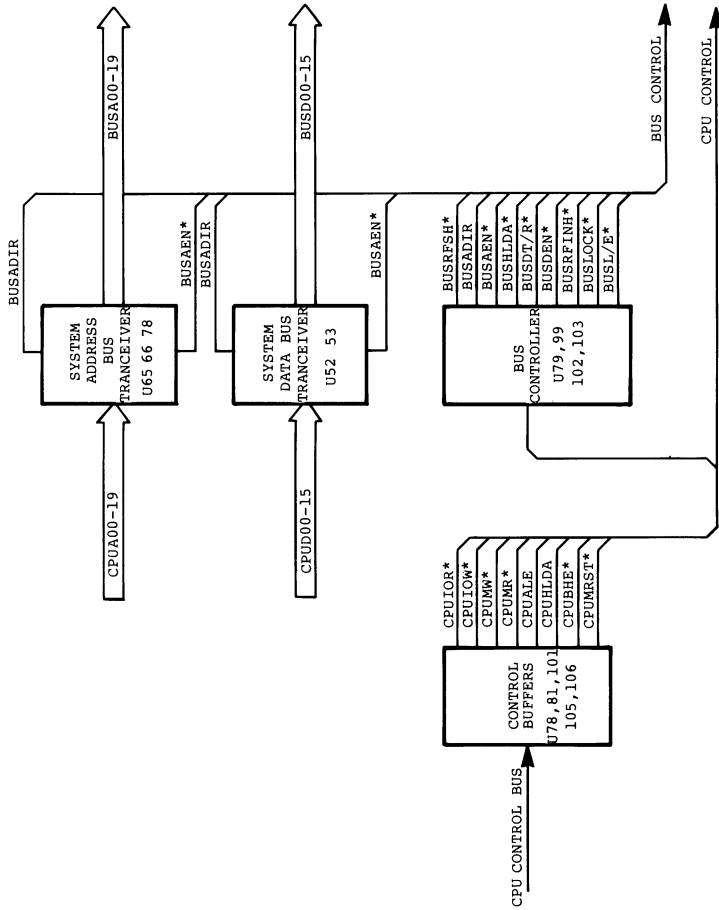 BUSADIR
SYSTEM
ADDRESS
BUS
TRANCEIVER
U65 66 78
CPUA00-19
BUSA00-19
BUSAEN*
BUSADIR
SYSTEM
DATA BUS
TRANCEIVER
U52 53
CPUD00-15
BUSD00-15
BUSAEN*
CPU CONTROL BUS
CONTROL
BUFFERS
U78,81,101
105,106
CPUIOR*
CPUIOW*
CPUMW*
CPUMR*
CPUALE
CPUHLDA
CPUBHE*
CPUMRST*
BUS
CONTROLLER
U79,99
102,103
BUSRFSH*
BUSADIR
BUSAEN*
BUSHLDA*
BUSDT/R*
BUSDEN*
BUSRFINH*
BUSLOCK*
BUSL/E*
BUS CONTROL
CPU CONTROL